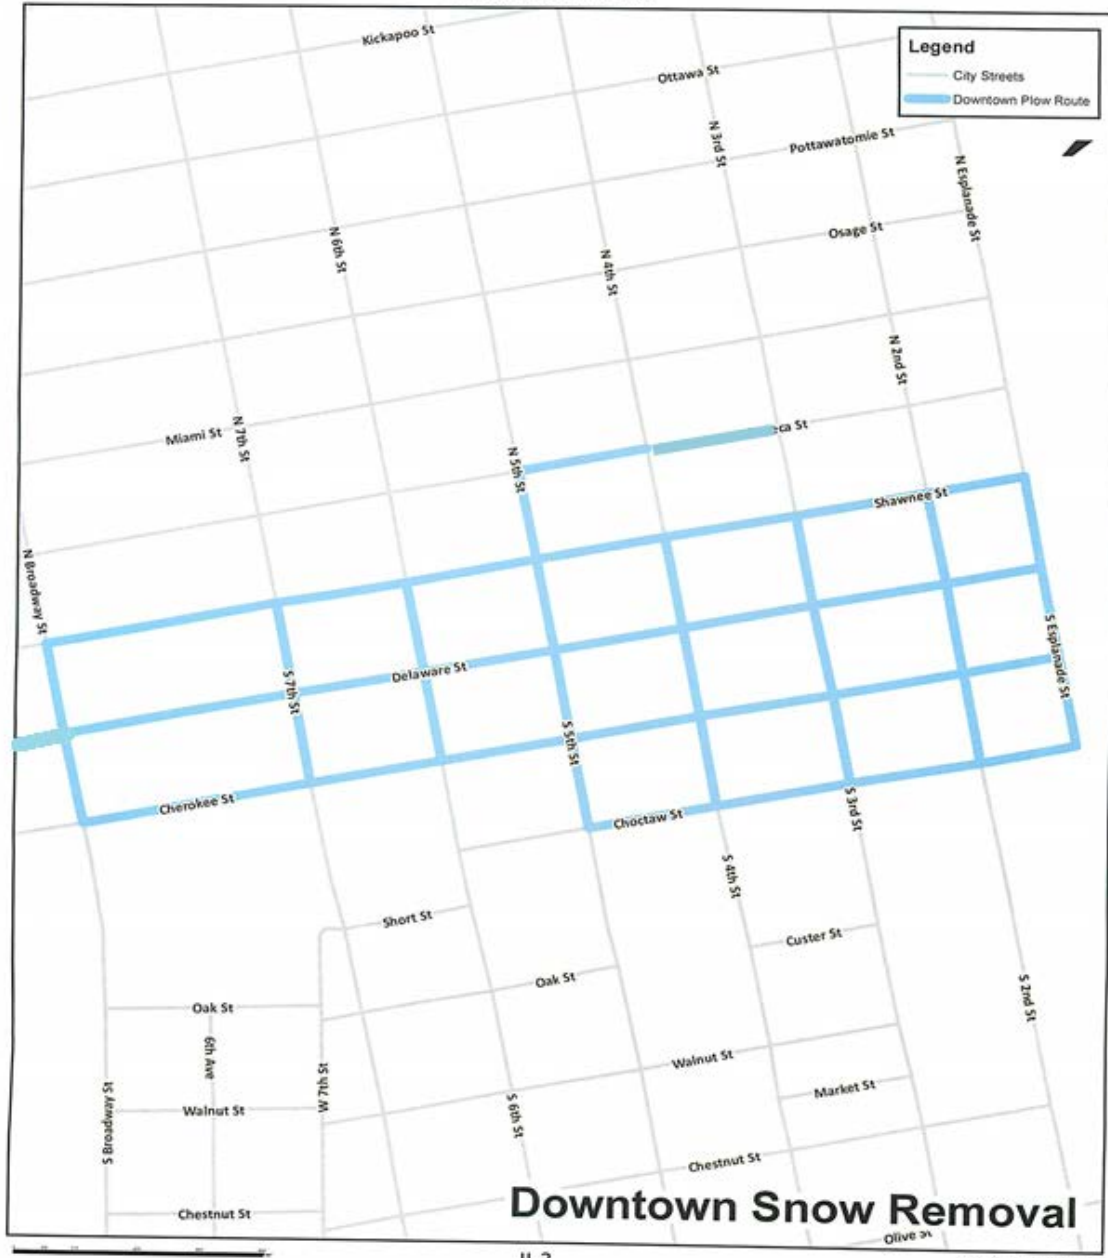 Kickapoo St
Legend
City Streets
Downtown Plow Route
Ottawa St
N 3rd St
Pottawatomie St
N Esplanade St
Osage St
N 6th St
N 4th St
N 2nd St
Miami St
N 7th St
N 5th St
eca St
Shawnee St
N Broadway St
S Esplanade St
S 7th St
Delaware St
S 5th St
Cherokee St
Choctaw St
S 3rd St
S 4th St
Short St
Custer St
Oak St
S 2nd St
Oak St
6th Ave
W 7th St
Walnut St
S Broadway St
Walnut St
S 6th St
Market St
Chestnut St
Downtown Snow Removal
Chestnut St
Olive St